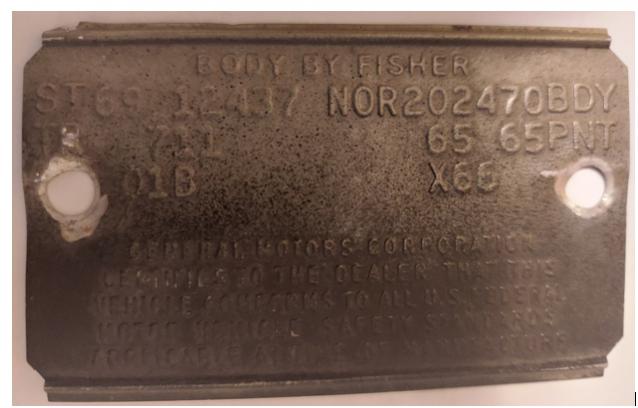 BODY BY FISHER
ST69 12437 NOR202470BDY
TR 711 65 65PNT
01B X66
GENERAL MOTORS CORPORATION
CERTIFIES TO THE DEALER THAT THIS
VEHICLE CONFORMS TO ALL U.S. FEDERAL
MOTOR VEHICLE SAFETY STANDARDS
APPLICABLE AT TIME OF